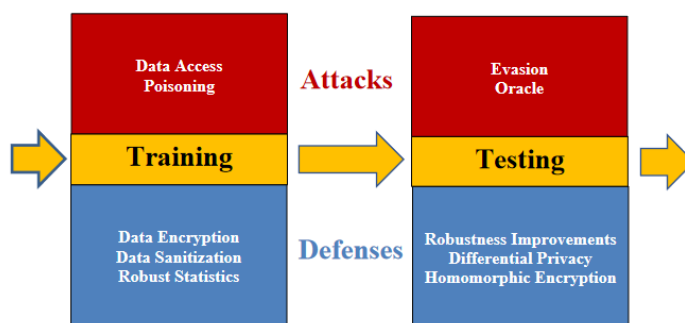 Data Access
Poisoning
Attacks
Evasion
Oracle
Training
Testing
Data Encryption
Data Sanitization
Robust Statistics
Defenses
Robustness Improvements
Differential Privacy
Homomorphic Encryption